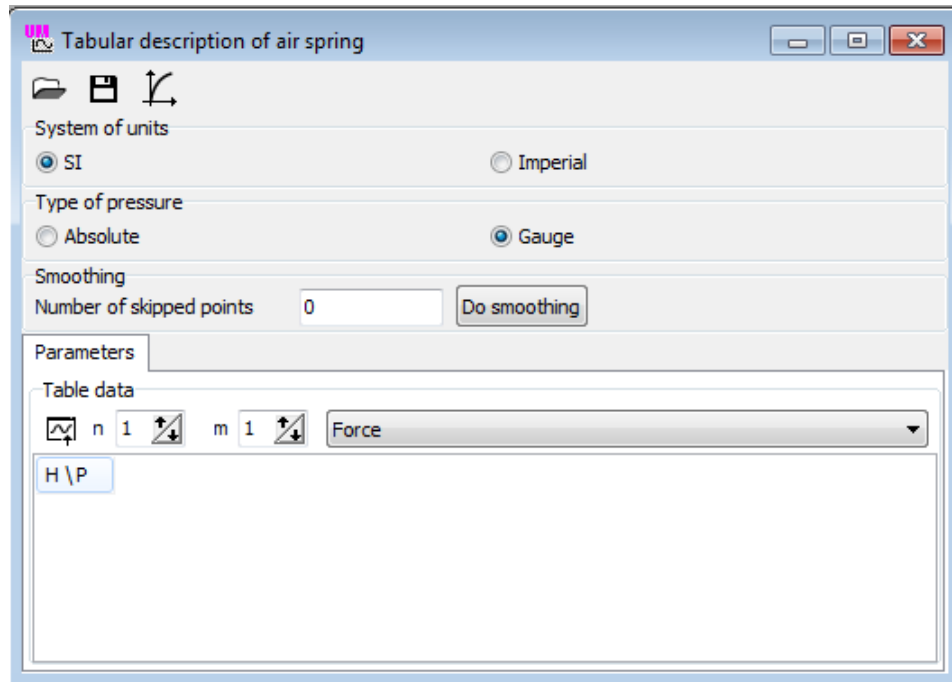 UM Tabular description of air spring
System of units
SI Imperial
Type of pressure
Absolute Gauge
Smoothing
Number of skipped points 0 Do smoothing
Parameters
Table data
n 1 m 1 Force
H \P